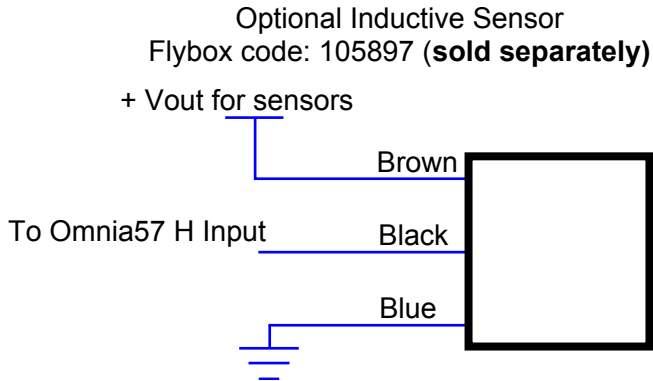 Optional Inductive Sensor
Flybox code: 105897 (sold separately)
+ Vout for sensors
Brown
To Omnia57 H Input
Black
Blue